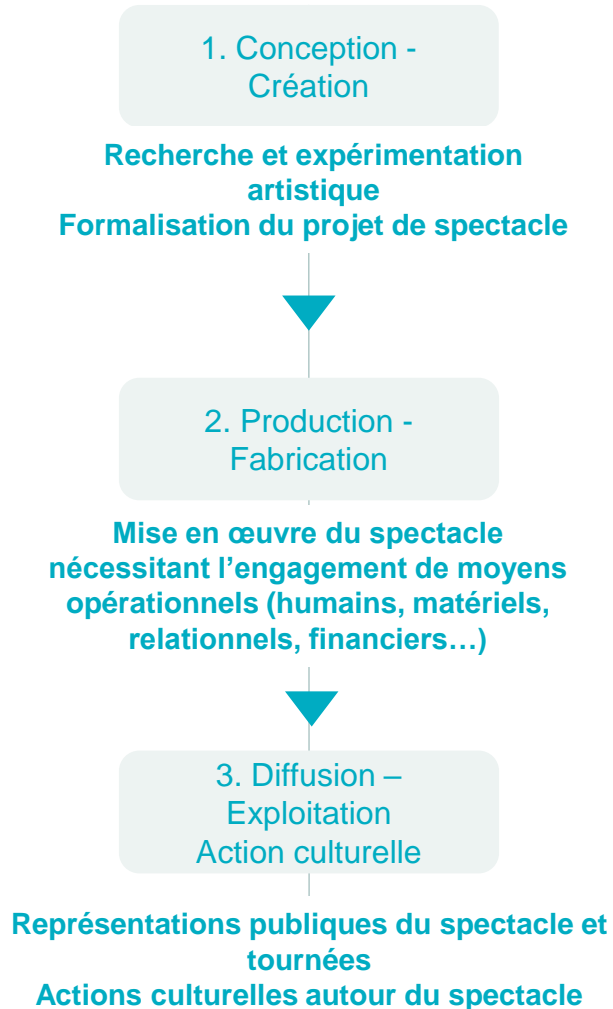 1. Conception -
Création
Recherche et expérimentation
artistique
Formalisation du projet de spectacle
2. Production -
Fabrication
Mise en œuvre du spectacle
nécessitant l’engagement de moyens
opérationnels (humains, matériels,
relationnels, financiers…)
3. Diffusion –
Exploitation
Action culturelle
Représentations publiques du spectacle et
tournées
Actions culturelles autour du spectacle